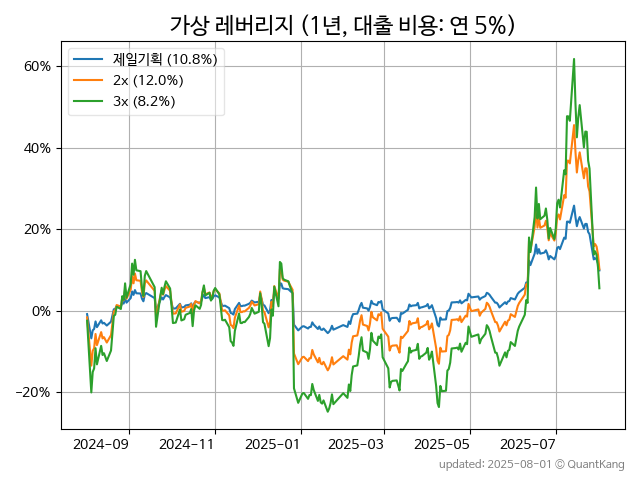 가상 레버리지 (1년, 대출 비용: 연 5%)
제일기획 (10.8%)
2x (12.0%)
3x (8.2%)
60%
40%
20%
0%
−20%
2024-09 2024-11 2025-01 2025-03 2025-05 2025-07
updated: 2025-08-01 © QuantKang